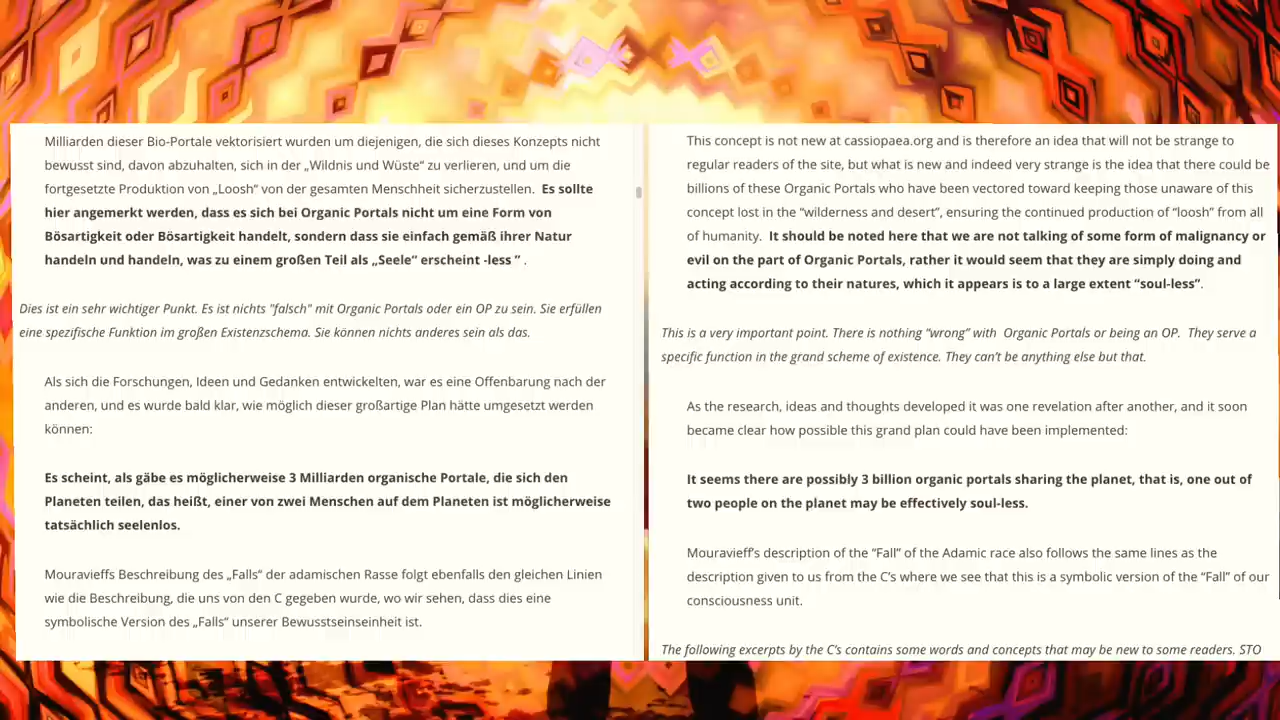 Milliarden dieser Bio-Portale vektorisiert wurden um diejenigen, die sich dieses Konzepts nicht
bewusst sind, davon abzuhalten, sich in der „Wildnis und Wüste“ zu verlieren, und um die
fortgesetzte Produktion von „Loosh“ von der gesamten Menschheit sicherzustellen.  Es sollte
hier angemerkt werden, dass es sich bei Organic Portals nicht um eine Form von
Bösartigkeit oder Bösartigkeit handelt, sondern dass sie einfach gemäß ihrer Natur
handeln und handeln, was zu einem großen Teil als „Seele“ erscheint -less ” .
Dies ist ein sehr wichtiger Punkt. Es ist nichts "falsch" mit Organic Portals oder ein OP zu sein. Sie erfüllen
eine spezifische Funktion im großen Existenzschema. Sie können nichts anderes sein als das.
Als sich die Forschungen, Ideen und Gedanken entwickelten, war es eine Offenbarung nach der
anderen, und es wurde bald klar, wie möglich dieser großartige Plan hätte umgesetzt werden
können:
Es scheint, als gäbe es möglicherweise 3 Milliarden organische Portale, die sich den
Planeten teilen, das heißt, einer von zwei Menschen auf dem Planeten ist möglicherweise
tatsächlich seelenlos.
Mouravieffs Beschreibung des „Falls“ der adamischen Rasse folgt ebenfalls den gleichen Linien
wie die Beschreibung, die uns von den C gegeben wurde, wo wir sehen, dass dies eine
symbolische Version des „Falls“ unserer Bewusstseinseinheit ist.
This concept is not new at cassiopaea.org and is therefore an idea that will not be strange to
regular readers of the site, but what is new and indeed very strange is the idea that there could be
billions of these Organic Portals who have been vectored toward keeping those unaware of this
concept lost in the “wilderness and desert”, ensuring the continued production of “loosh” from all
of humanity.  It should be noted here that we are not talking of some form of malignancy or
evil on the part of Organic Portals, rather it would seem that they are simply doing and
acting according to their natures, which it appears is to a large extent “soul-less”.
This is a very important point. There is nothing “wrong” with  Organic Portals or being an OP.  They serve a
specific function in the grand scheme of existence. They can’t be anything else but that.
As the research, ideas and thoughts developed it was one revelation after another, and it soon
became clear how possible this grand plan could have been implemented:
It seems there are possibly 3 billion organic portals sharing the planet, that is, one out of
two people on the planet may be effectively soul-less.
Mouravieff’s description of the “Fall” of the Adamic race also follows the same lines as the
description given to us from the C’s where we see that this is a symbolic version of the “Fall” of our
consciousness unit.
The following excerpts by the C’s contains some words and concepts that may be new to some readers. STO